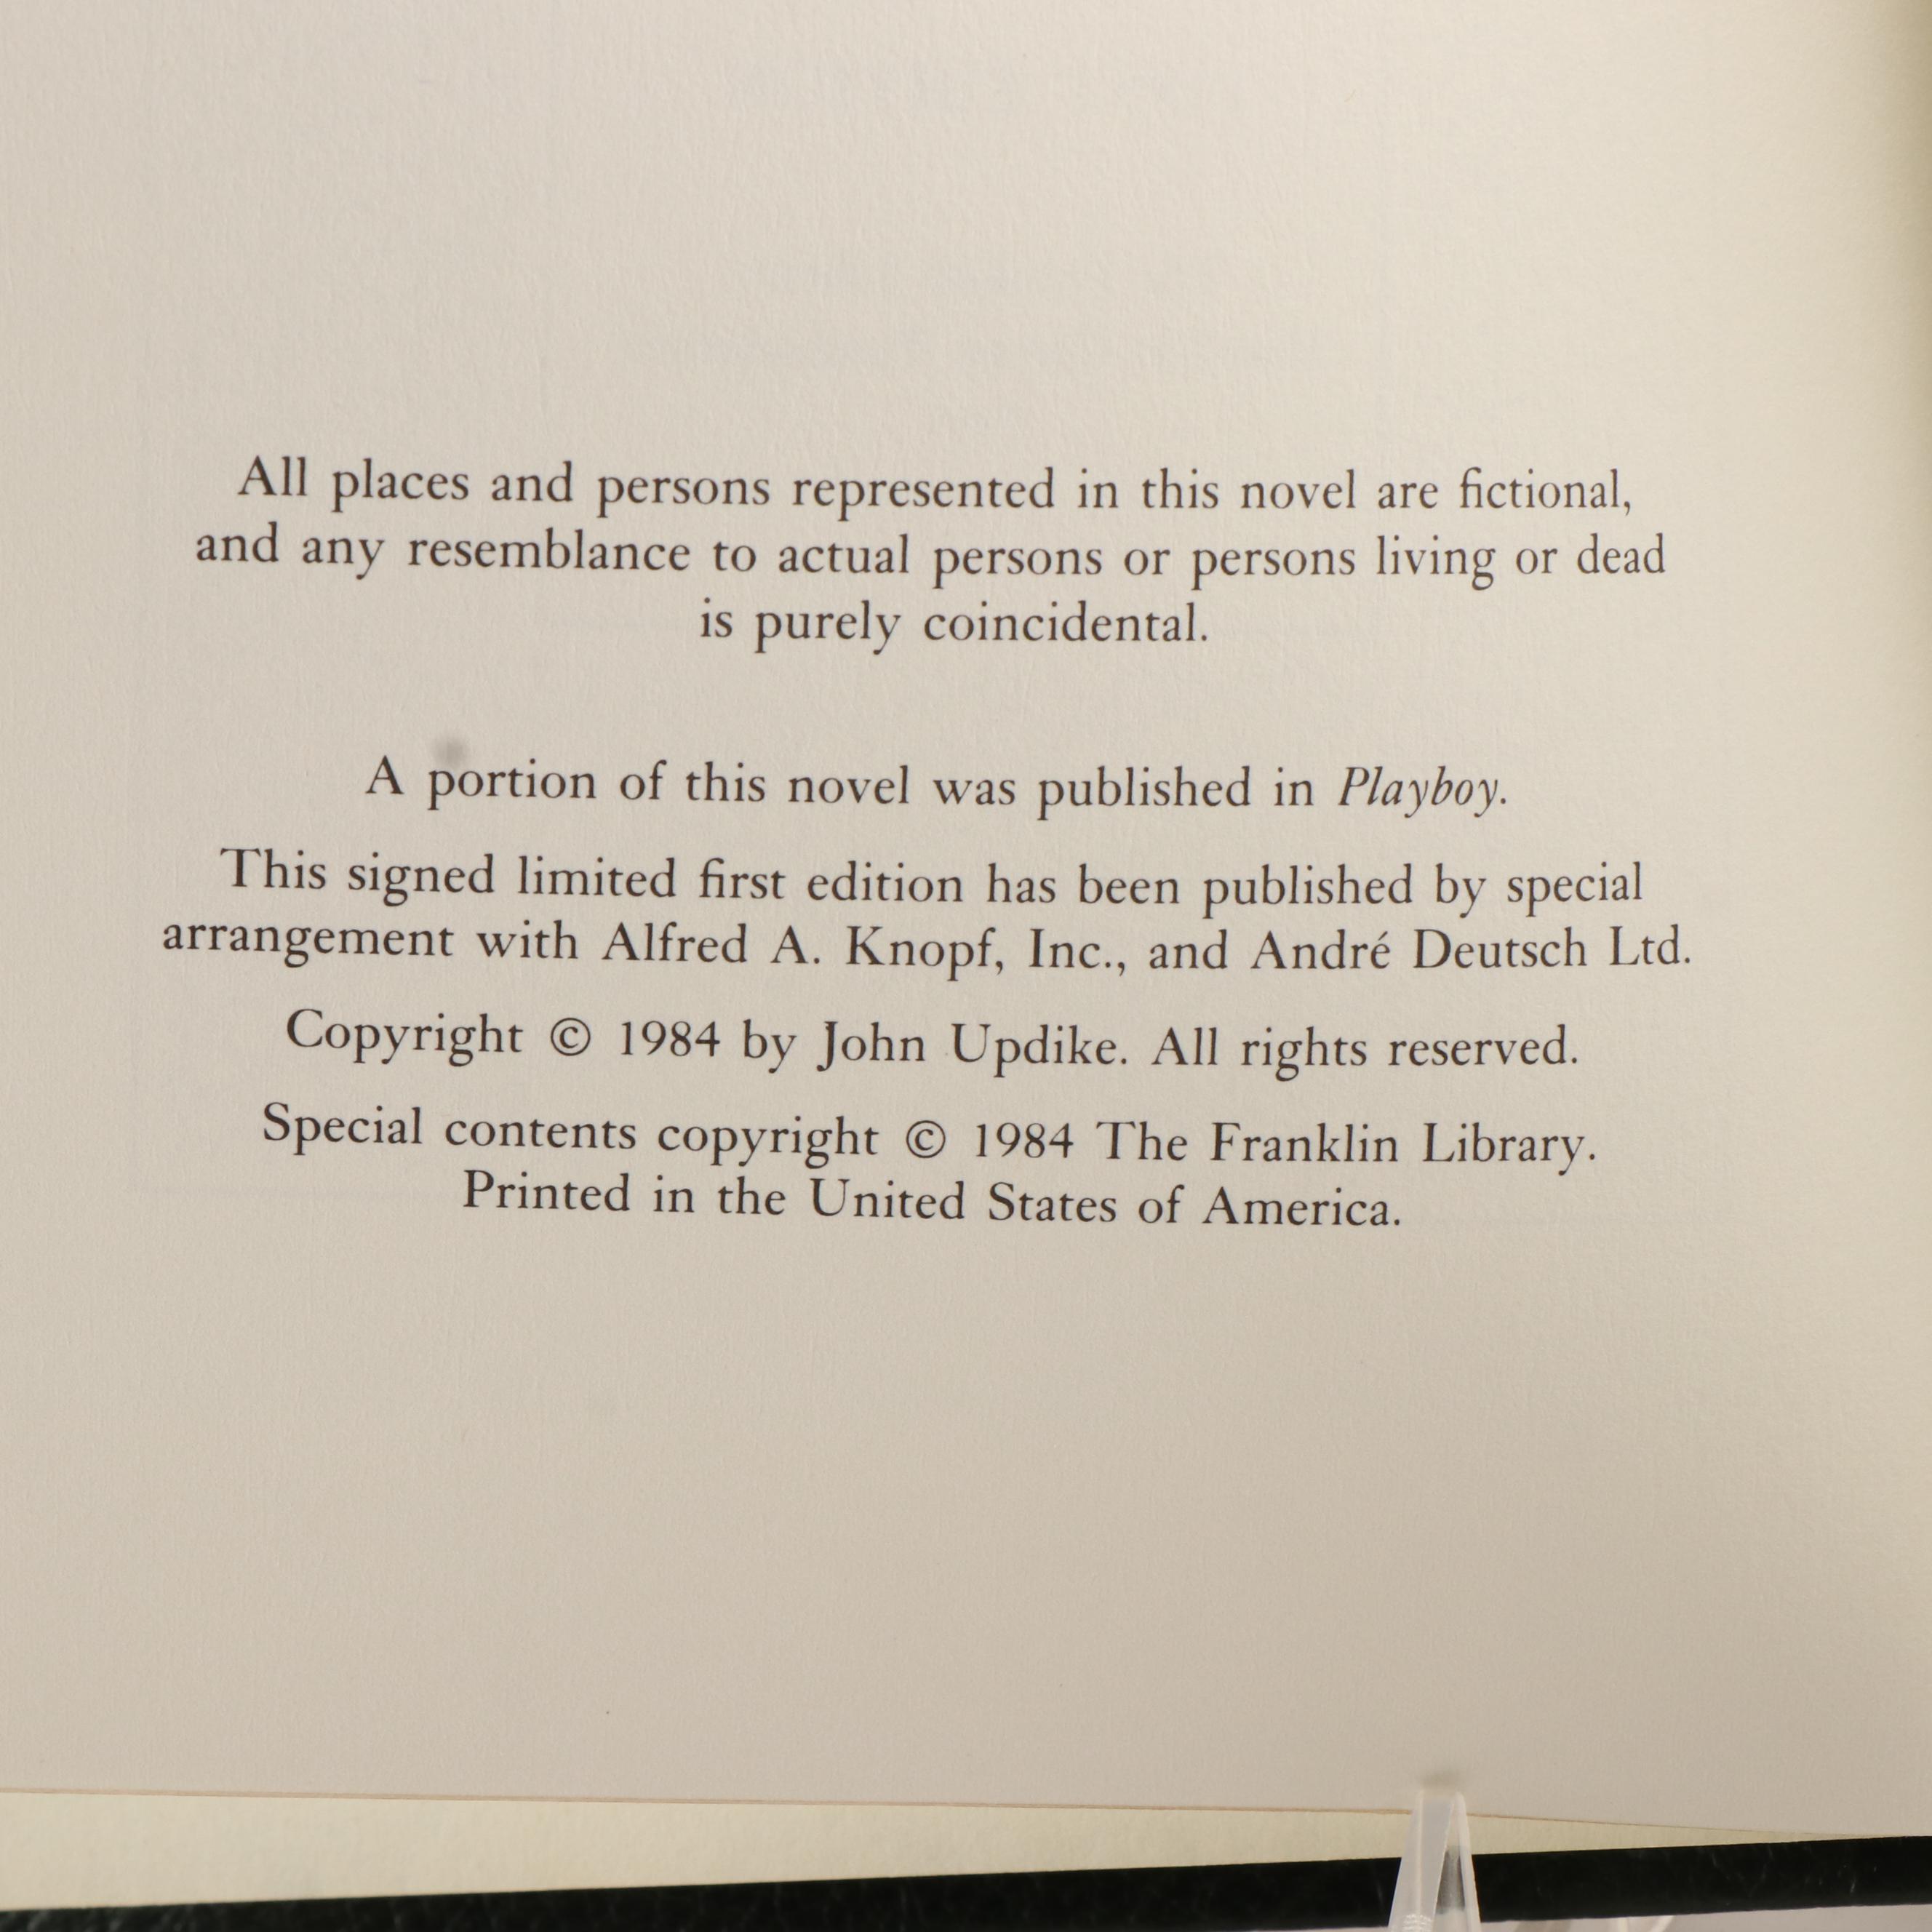 All places and persons represented in this novel are fictional,
and any resemblance to actual persons or persons living or dead
is purely coincidental.
A portion of this novel was published in Playboy.
This signed limited first edition has been published by special
arrangement with Alfred A. Knopf, Inc., and André Deutsch Ltd.
Copyright © 1984 by John Updike. All rights reserved.
Special contents copyright © 1984 The Franklin Library.
Printed in the United States of America.